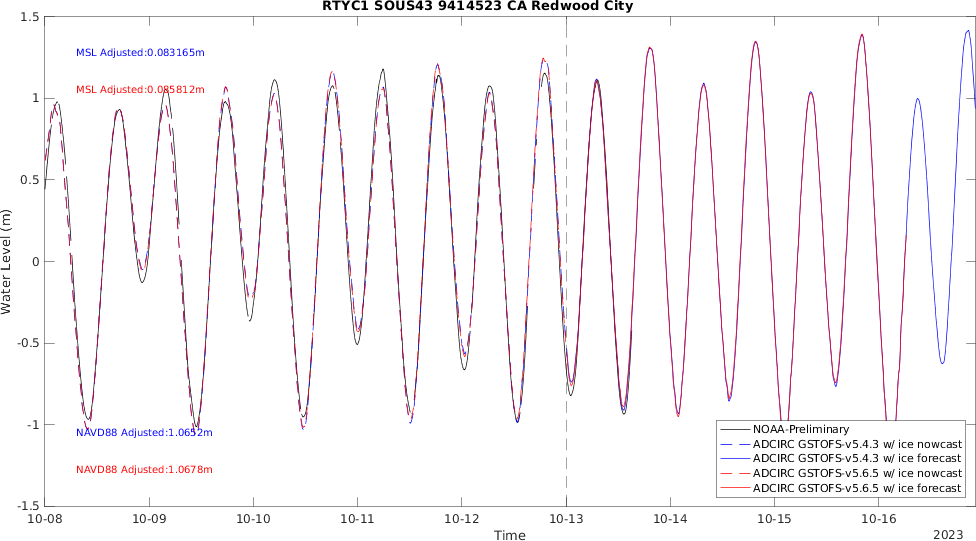 RTYC1 SOUS43 9414523 CA Redwood City
1.5
MSL Adjusted:0.083165m
MSL Adjusted:0.085812m
1
0.5
0
-0.5
-1
-1.5
Water Level (m)
NAVD88 Adjusted:1.0652m
NAVD88 Adjusted:1.0678m
NOAA-Preliminary
ADCIRC GSTOFS-v5.4.3 w/ ice nowcast
ADCIRC GSTOFS-v5.4.3 w/ ice forecast
ADCIRC GSTOFS-v5.6.5 w/ ice nowcast
ADCIRC GSTOFS-v5.6.5 w/ ice forecast
10-08 10-09 10-10 10-11 10-12 10-13 10-14 10-15 10-16
Time
2023